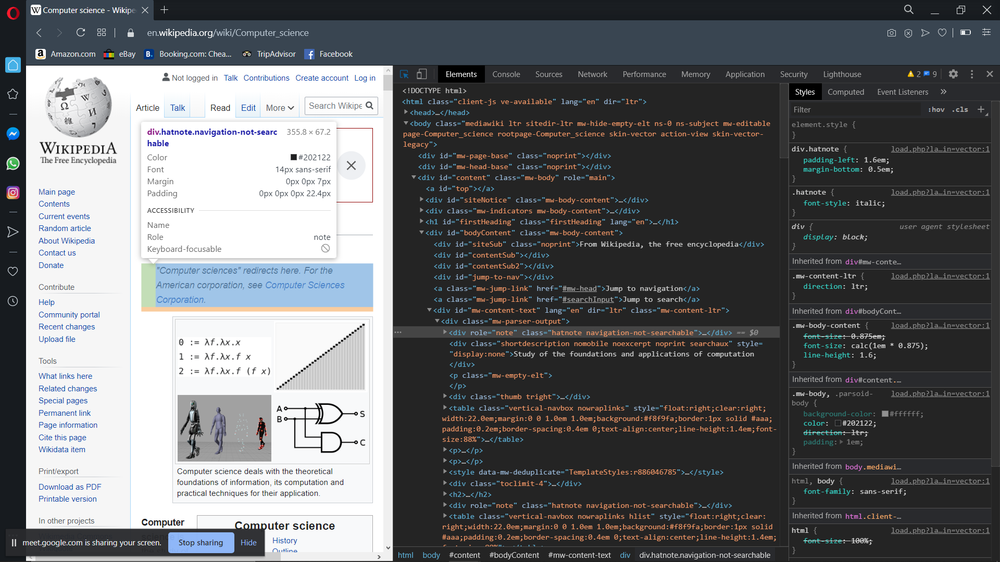 Computer science - Wikipe
en.wikipedia.org/wiki/Computer_science
Amazon.com
eBay
Booking.com: Chea...
TripAdvisor
Facebook
WIKIPEDIA
The Free Encyclopedia
Main page
Contents
Current events
Random article
About Wikipedia
Contact us
Donate
Contribute
Help
Community portal
Recent changes
Upload file
Tools
What links here
Related changes
Special pages
Permanent link
Page information
Cite this page
Wikidata item
Print/export
Download as PDF
Printable version
In other projects
Not logged in Talk Contributions Create account Log in
Article Talk Read Edit More Search Wikipe
div.hatnote.navigation-not-searc
hable
355.8 × 67.2
Color #202122
Font 14px sans-serif
Margin 0px 0px 7px
Padding 0px 0px 0px 22.4px
ACCESSIBILITY
Name
Role note
Keyboard-focusable
"Computer sciences" redirects here. For the
American corporation, see Computer Sciences
Corporation.
0 := λf.λx.x
1 := λf.λx.f x
2 := λf.λx.f (f x)
A
B
S
C
Computer science deals with the theoretical
foundations of information, its computation and
practical techniques for their application.
Computer
Computer science
History
Outline
meet.google.com is sharing your screen. Stop sharing Hide
Elements Console Sources Network Performance Memory Application Security Lighthouse 2 9
<!DOCTYPE html>
<html class="client-js ve-available" lang="en" dir="ltr">
<head>…</head>
<body class="mediawiki ltr sitedir-ltr mw-hide-empty-elt ns-0 ns-subject mw-editable
page-Computer_science rootpage-Computer_science skin-vector action-view skin-vector-
legacy">
<div id="mw-page-base" class="noprint"></div>
<div id="mw-head-base" class="noprint"></div>
<div id="content" class="mw-body" role="main">
<a id="top"></a>
<div id="siteNotice" class="mw-body-content">…</div>
<div class="mw-indicators mw-body-content">…</div>
<h1 id="firstHeading" class="firstHeading" lang="en">…</h1>
<div id="bodyContent" class="mw-body-content">
<div id="siteSub" class="noprint">From Wikipedia, the free encyclopedia</div>
<div id="contentSub"></div>
<div id="contentSub2"></div>
<div id="jump-to-nav"></div>
<a class="mw-jump-link" href="#mw-head">Jump to navigation</a>
<a class="mw-jump-link" href="#searchInput">Jump to search</a>
<div id="mw-content-text" lang="en" dir="ltr" class="mw-content-ltr">
<div class="mw-parser-output">
<div role="note" class="hatnote navigation-not-searchable">…</div> == $0
<div class="shortdescription nomobile noexcerpt noprint searchaux" style=
"display:none">Study of the foundations and applications of computation
</div>
<p class="mw-empty-elt">
</p>
<div class="thumb tright">…</div>
<table class="vertical-navbox nowraplinks" style="float:right;clear:right;
width:22.0em;margin:0 0 1.0em 1.0em;background:#f8f9fa;border:1px solid #aaa;
padding:0.2em;border-spacing:0.4em 0;text-align:center;line-height:1.4em;font-
size:88%">…</table>
<p>…</p>
<p>…</p>
<style data-mw-deduplicate="TemplateStyles:r886046785">…</style>
<div class="toclimit-4">…</div>
<h2>…</h2>
<div role="note" class="hatnote navigation-not-searchable">…</div>
<table class="vertical-navbox nowraplinks hlist" style="float:right;clear:
right;width:22.0em;margin:0 0 1.0em 1.0em;background:#f8f9fa;border:1px solid
#aaa;padding:0.2em;border-spacing:0.4em 0;text-align:center;line-height:1.4em;
html body #content #bodyContent #mw-content-text div div.hatnote.navigation-not-searchable
Styles Computed Event Listeners
Filter :hov .cls
element.style {
}
div.hatnote { load.php?la…in=vector:1
padding-left: 1.6em;
margin-bottom: 0.5em;
}
.hatnote { load.php?la…in=vector:1
font-style: italic;
}
div { user agent stylesheet
display: block;
}
Inherited from div#mw-conte…
.mw-content-ltr { load.php?la…in=vector:1
direction: ltr;
}
Inherited from div#bodyCont…
.mw-body-content { load.php?la…in=vector:1
font-size: 0.875em;
font-size: calc(1em * 0.875);
line-height: 1.6;
}
Inherited from div#content.…
.mw-body, .parsoid- load.php?la…in=vector:1
body {
background-color: #ffffff;
color: #202122;
direction: ltr;
padding: 1em;
}
Inherited from body.mediawi…
html, body { load.php?la…in=vector:1
font-family: sans-serif;
}
Inherited from html.client-…
html { load.php?la…in=vector:1
font-size: 100%;
}